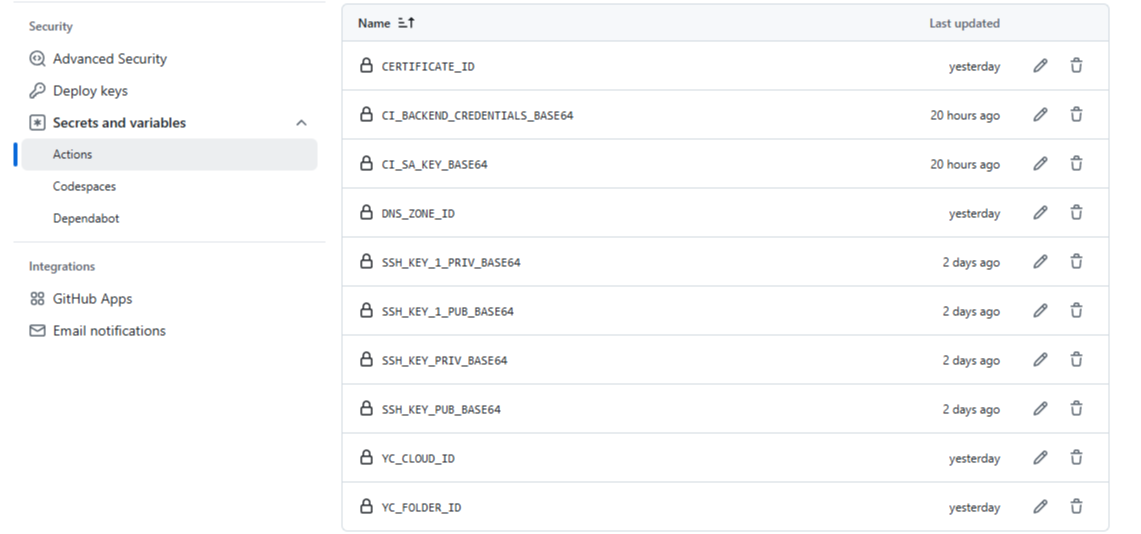 Security
Advanced Security
Deploy keys
Secrets and variables
Actions
Codespaces
Dependabot
Integrations
GitHub Apps
Email notifications
Name Last updated
CERTIFICATE_ID yesterday
CI_BACKEND_CREDENTIALS_BASE64 20 hours ago
CI_SA_KEY_BASE64 20 hours ago
DNS_ZONE_ID yesterday
SSH_KEY_1_PRIV_BASE64 2 days ago
SSH_KEY_1_PUB_BASE64 2 days ago
SSH_KEY_PRIV_BASE64 2 days ago
SSH_KEY_PUB_BASE64 2 days ago
YC_CLOUD_ID yesterday
YC_FOLDER_ID yesterday